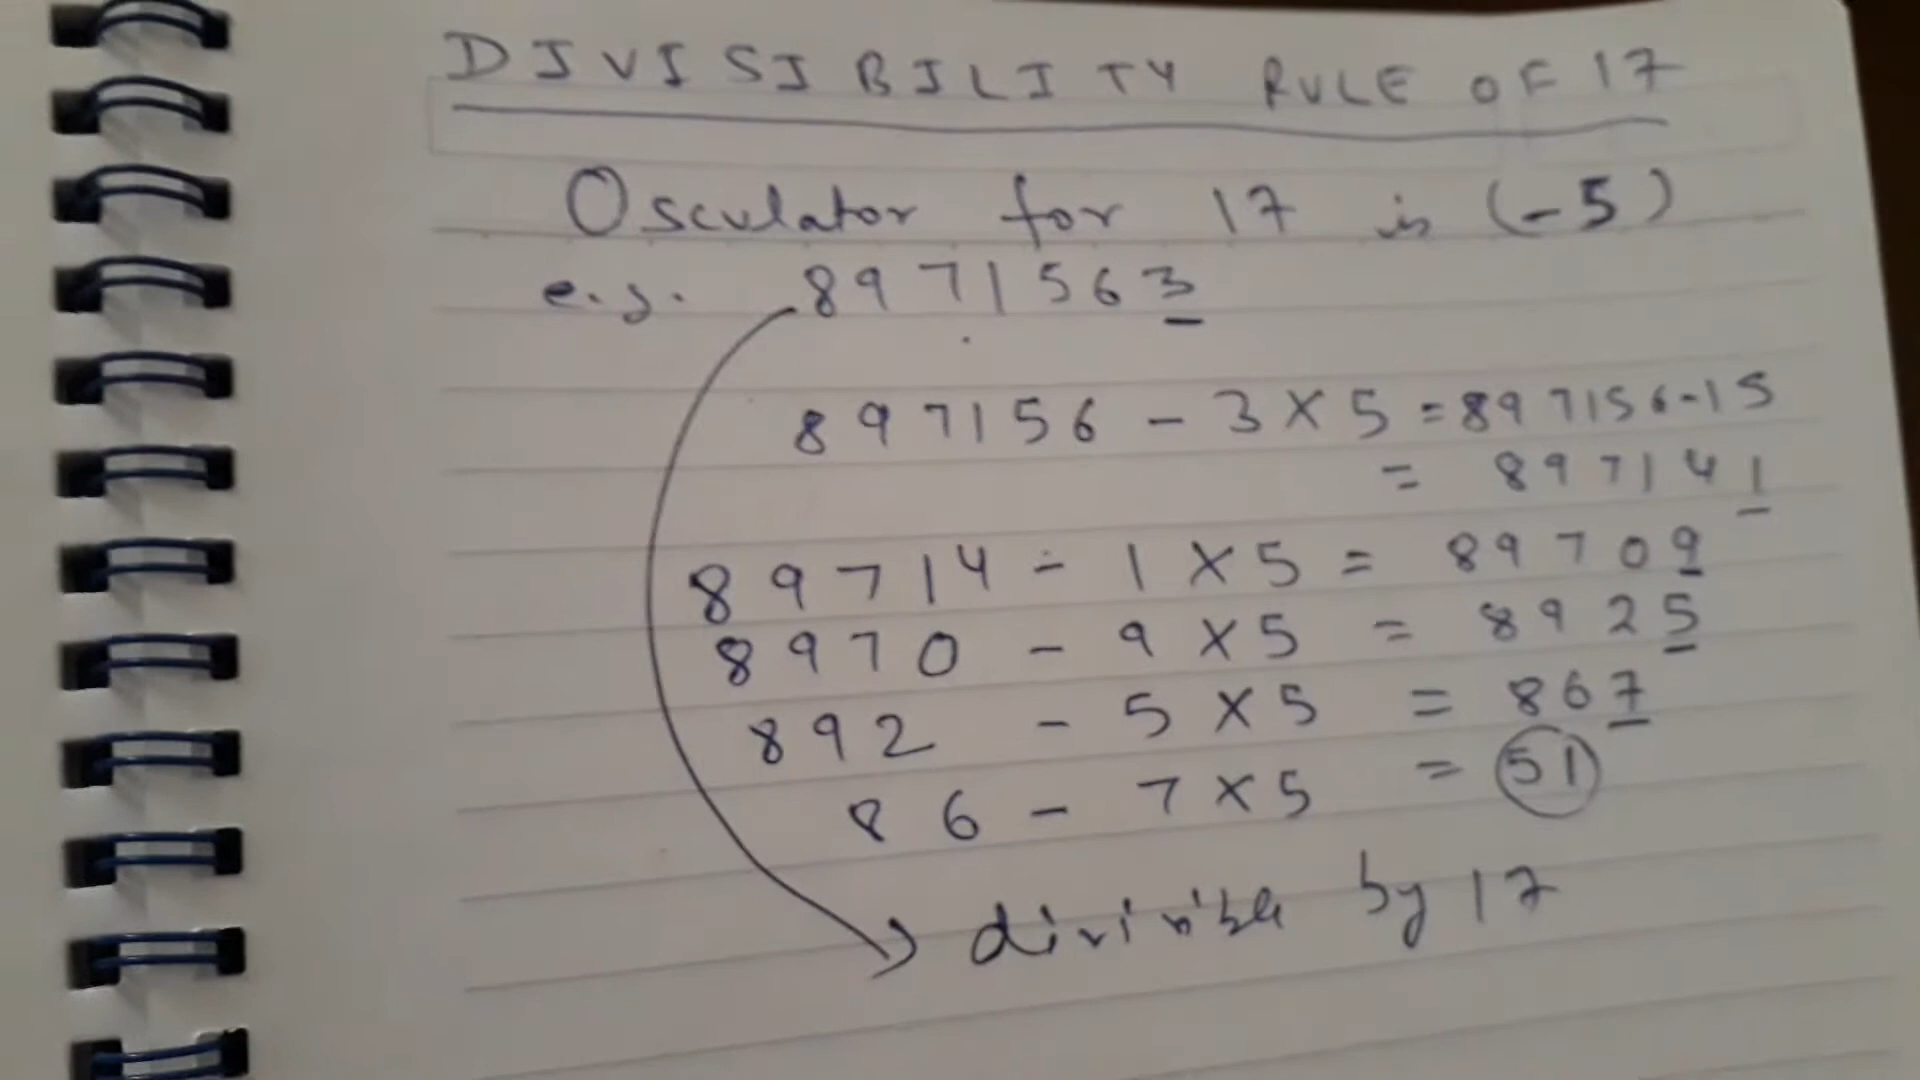 DIVISIBILITY RULE OF 17
Osculator for 17 is (-5)
e.g. 8971563
897156 - 3 X 5 = 897156-15
= 897141
89714 - 1 X 5 = 89709
8970 - 9 X 5 = 8925
892 - 5 X 5 = 867
86 - 7 X 5 = 51
divisible by 17